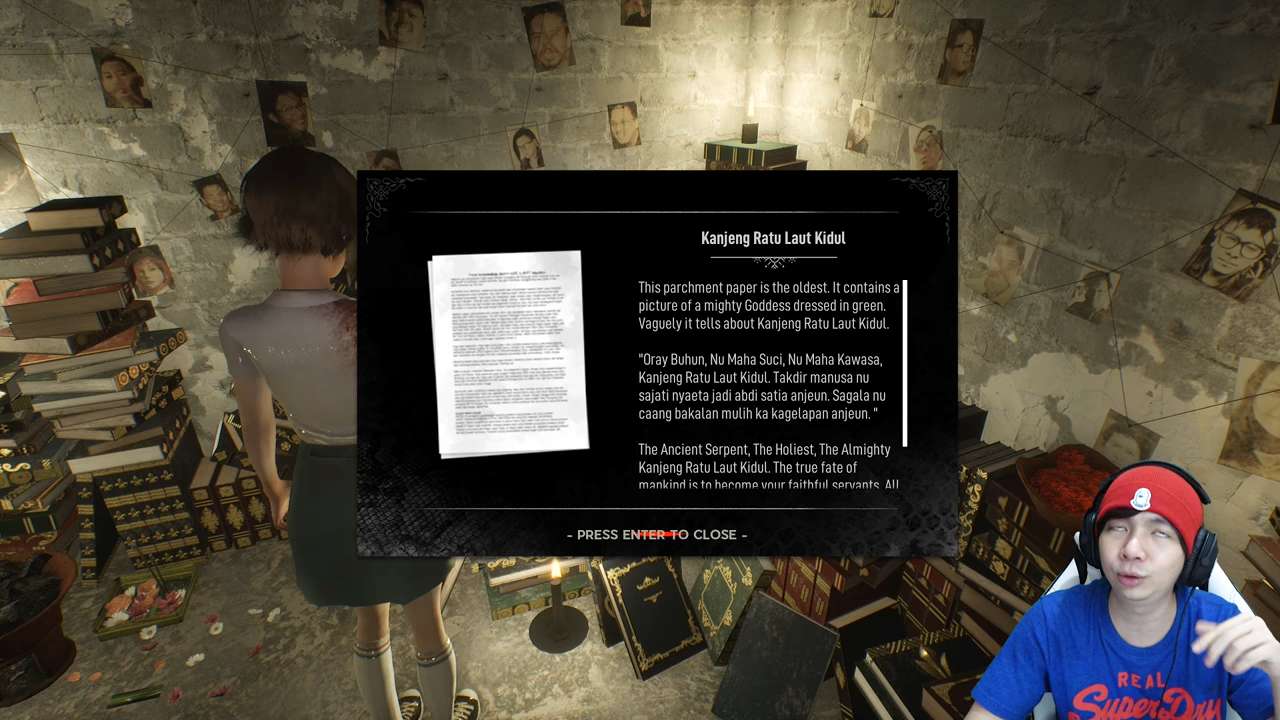 Kanjeng Ratu Laut Kidul
This parchment paper is the oldest. It contains a
picture of a mighty Goddess dressed in green.
Vaguely it tells about Kanjeng Ratu Laut Kidul.
"Oray Buhun, Nu Maha Suci, Nu Maha Kawasa,
Kanjeng Ratu Laut Kidul. Takdir manusa nu
sajati nyaeta jadi hamba anjeun. Sagala nu
caang bakalan mulih ka kagelapan anjeun. "
The Ancient Serpent, The Holiest, The Almighty
Kanjeng Ratu Laut Kidul. The true fate of
mankind is to become your faithful servants. All
- PRESS ENTER TO CLOSE -
REAL
SuperDry